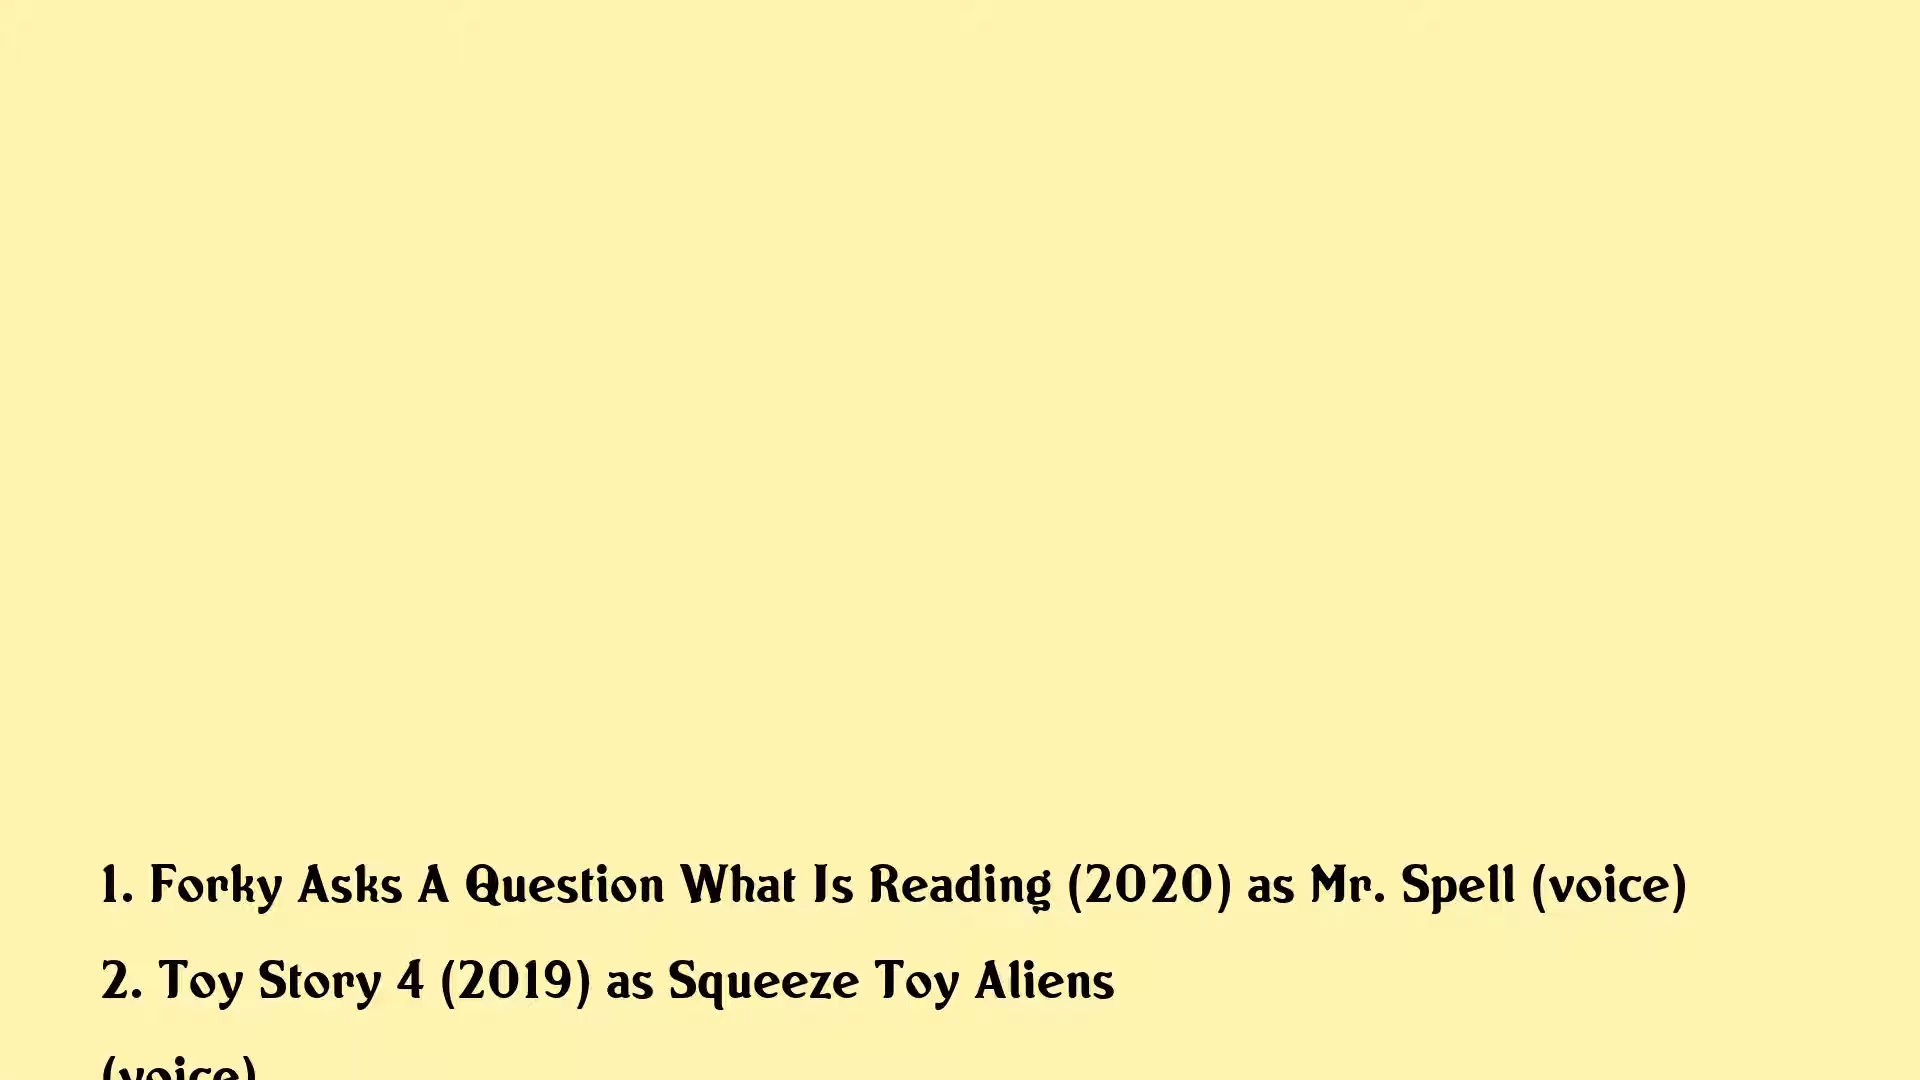 1. Forky Asks A Question What Is Reading (2020) as Mr. Spell (voice)
2. Toy Story 4 (2019) as Squeeze Toy Aliens
(voice)